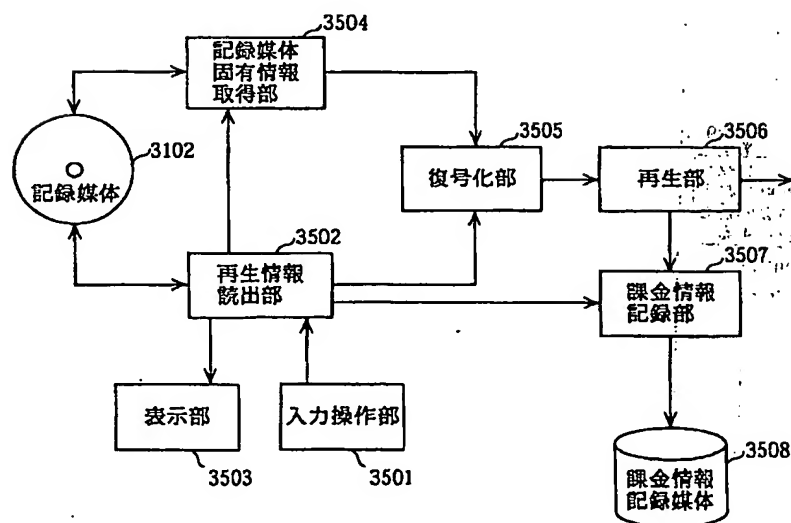 3504
記録媒体
固有情報
取得部
3102
記録媒体
3505
復号化部
3506
再生部
3502
再生情報
読出部
3507
課金情報
記録部
表示部
3503
入力操作部
3501
3508
課金情報
記録媒体